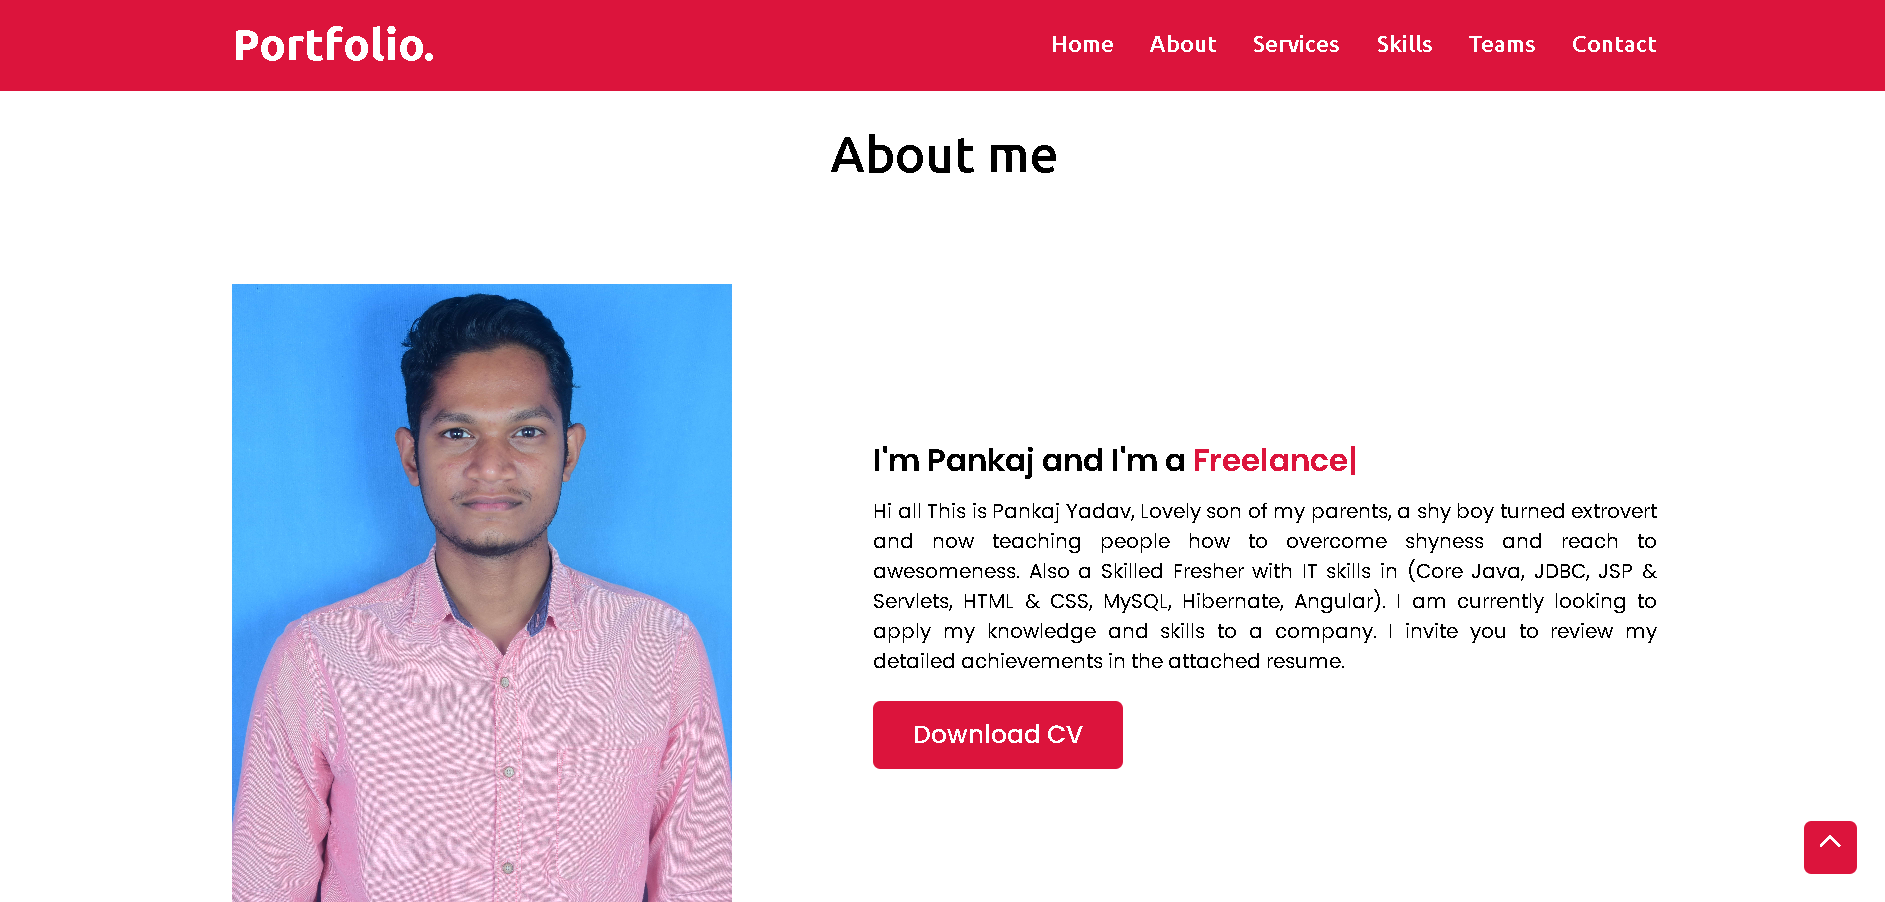 Portfolio.
Home About Services Skills Teams Contact
About me
I'm Pankaj and I'm a Freelance|
Hi all This is Pankaj Yadav, Lovely son of my parents, a shy boy turned extrovert
and now teaching people how to overcome shyness and reach to
awesomeness. Also a Skilled Fresher with IT skills in (Core Java, JDBC, JSP &
Servlets, HTML & CSS, MySQL, Hibernate, Angular). I am currently looking to
apply my knowledge and skills to a company. I invite you to review my
detailed achievements in the attached resume.
Download CV